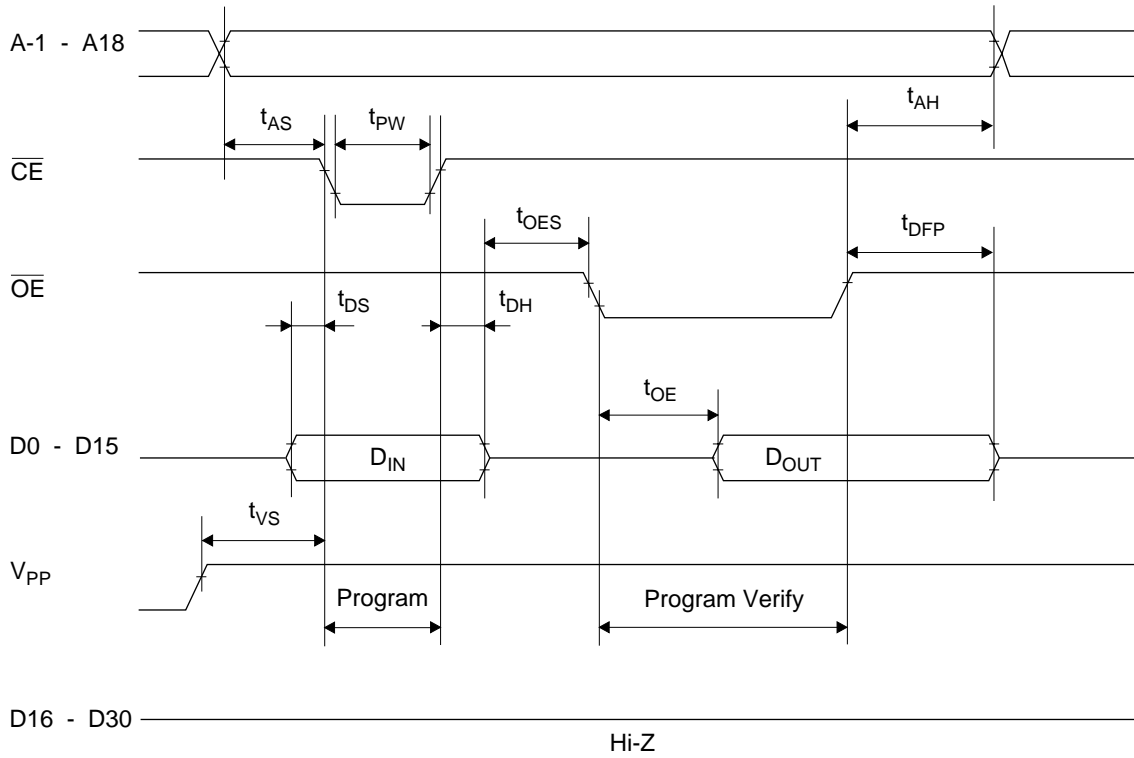 A-1 - A18
tAH
tAS
tPW
CE
tOES
tDFP
OE
tDS
tDH
tOE
D0 - D15
DIN
DOUT
tVS
VPP
Program
Program Verify
D16 - D30
Hi-Z